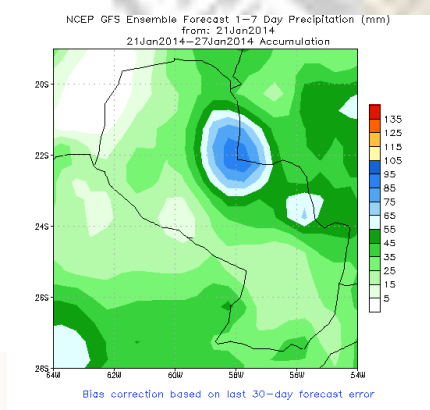 NCEP GFS Ensemble Forecast 1–7 Day Precipitation (mm)
from: 21Jan2014
21Jan2014–27Jan2014 Accumulation
20S
22S
24S
26S
28S
64W 62W 60W 58W 56W 54W
135
125
115
105
95
85
75
65
55
45
35
25
15
5
Bias correction based on last 30–day forecast error